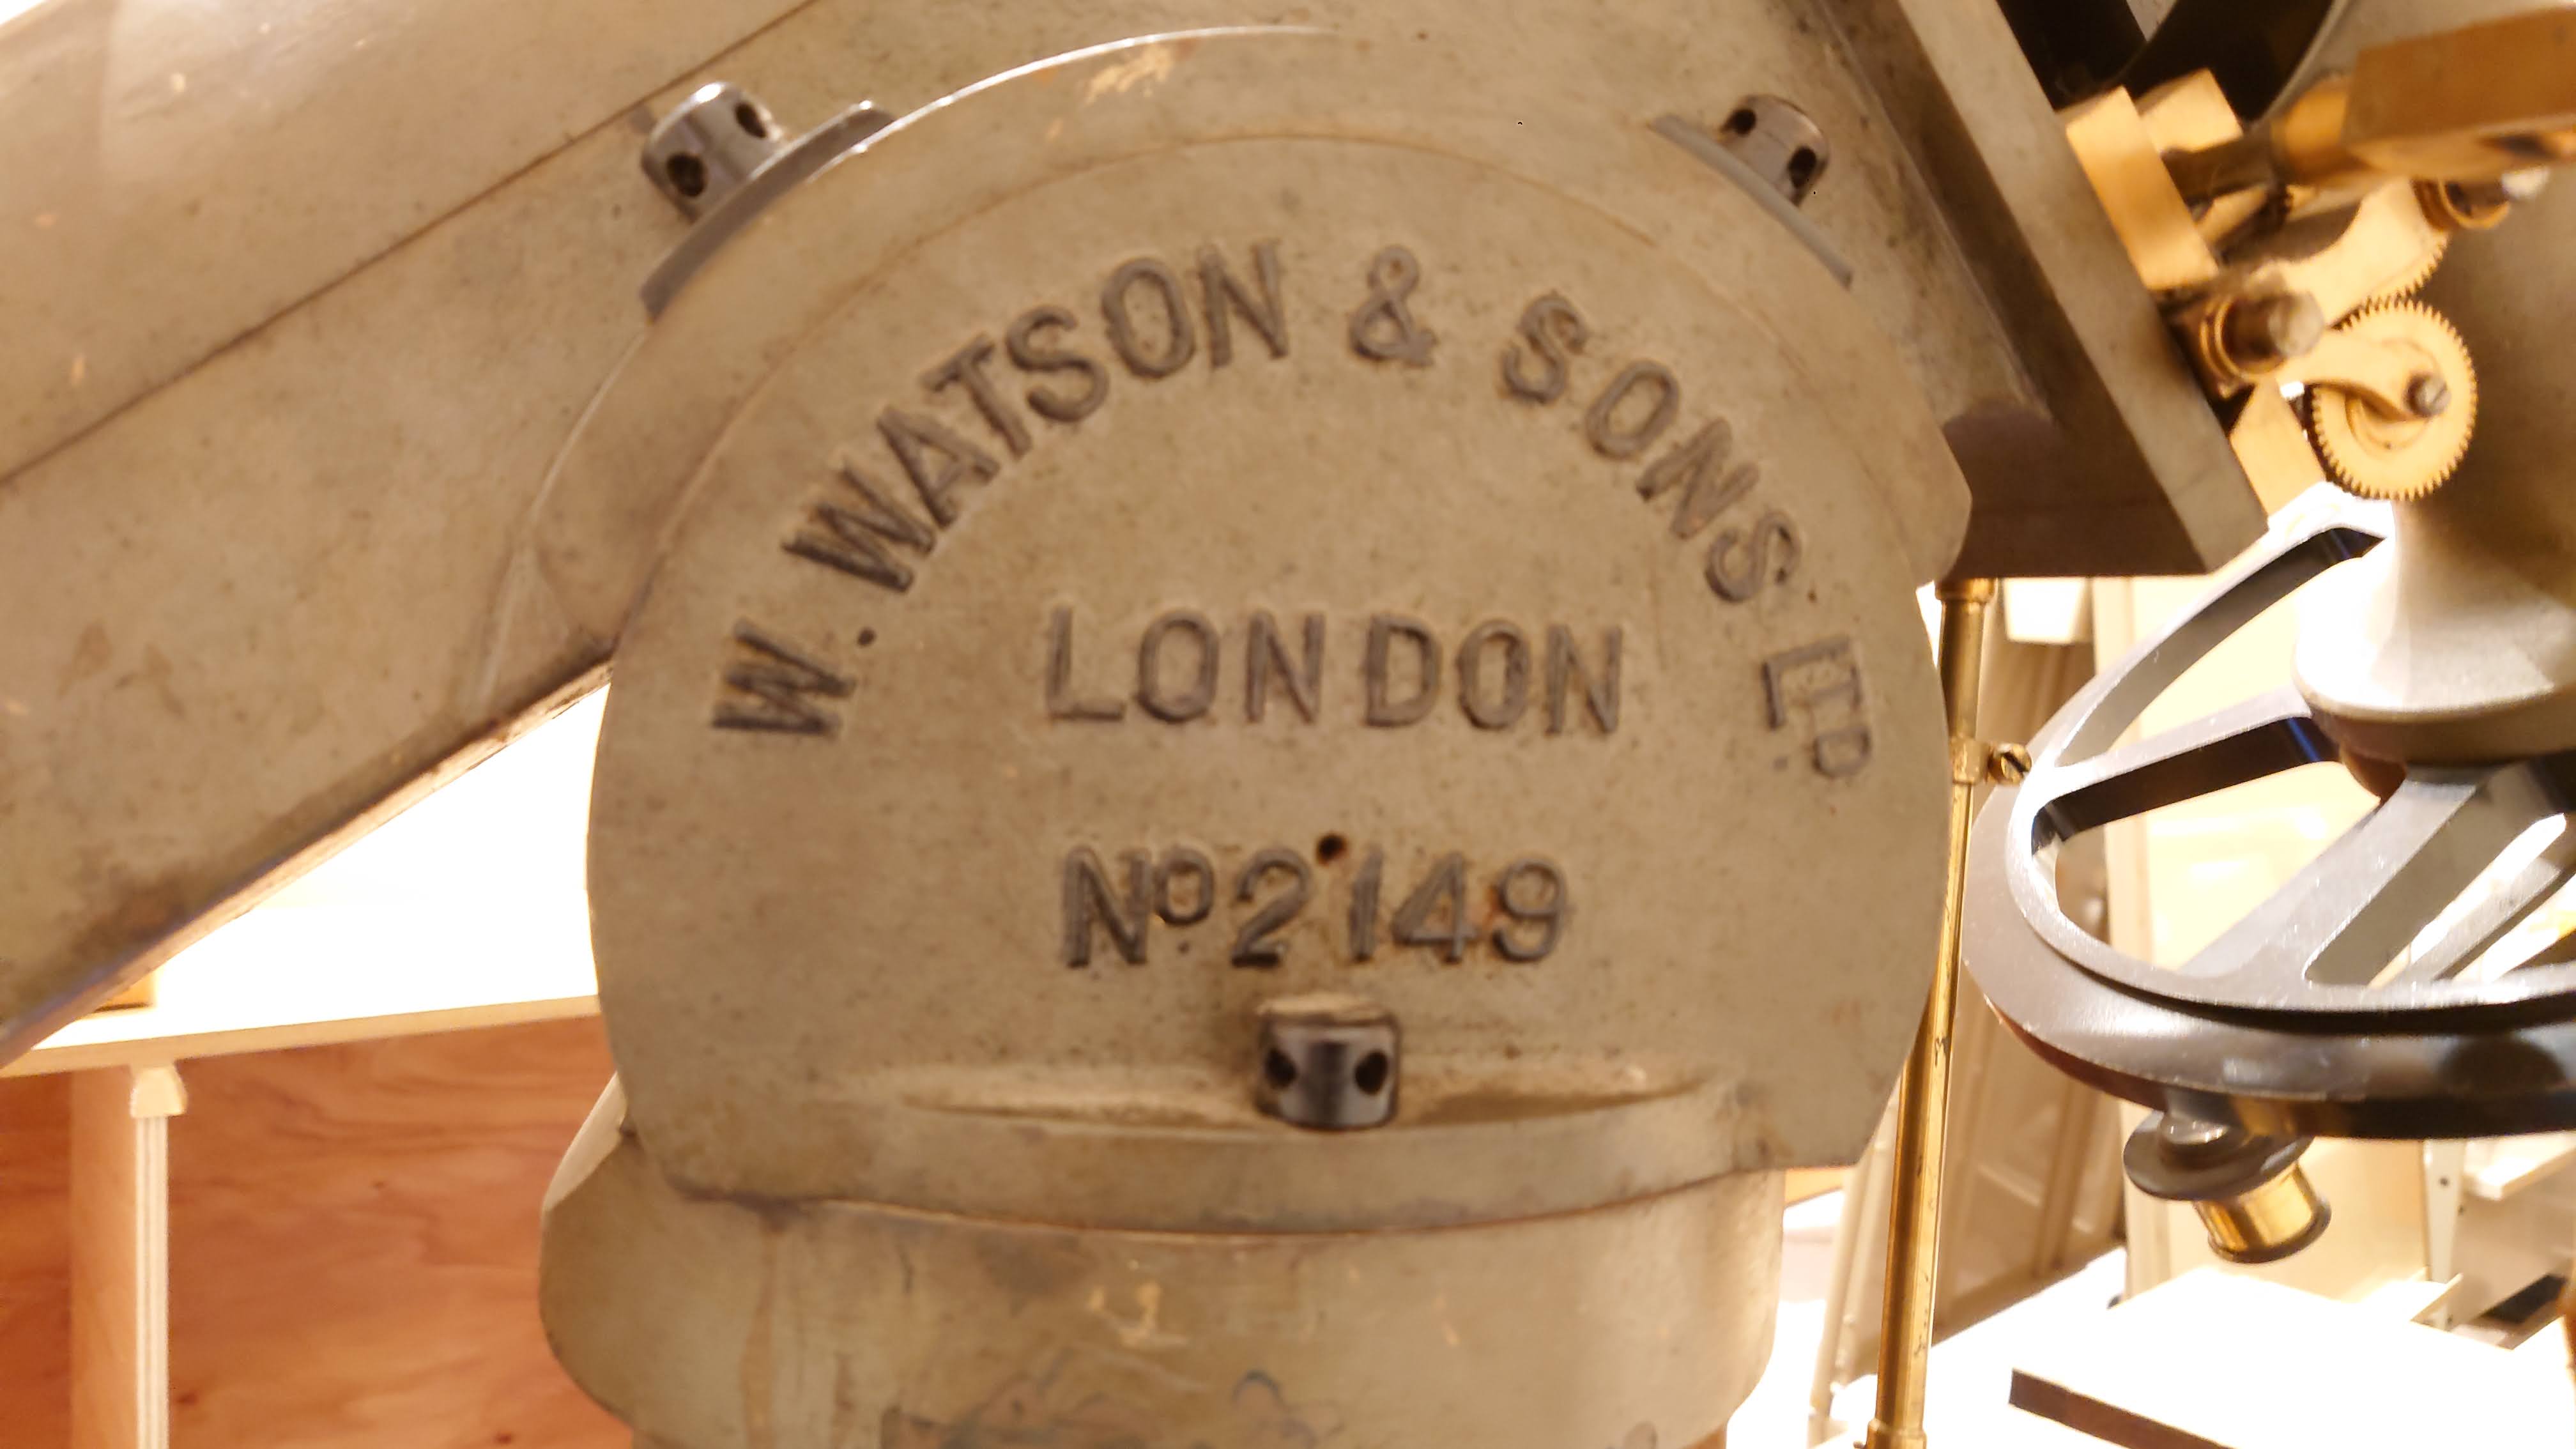 W. WATSON & SONS LTD.
LONDON
No 2149